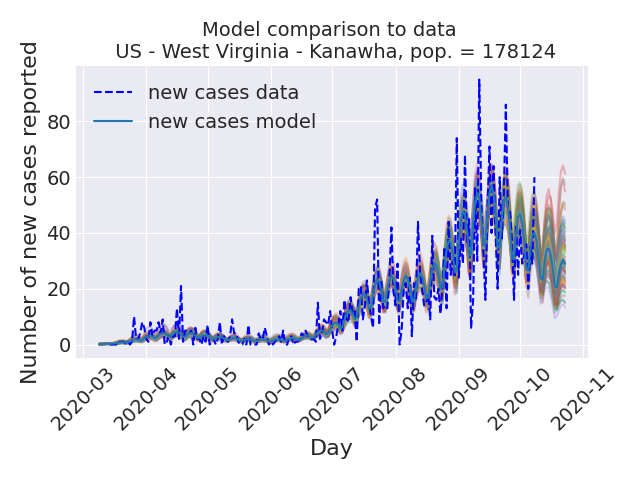 Model comparison to data
US - West Virginia - Kanawha, pop. = 178124
Number of new cases reported
new cases data
new cases model
80
60
40
20
0
2020-03
2020-04
2020-05
2020-06
2020-07
2020-08
2020-09
2020-10
2020-11
Day